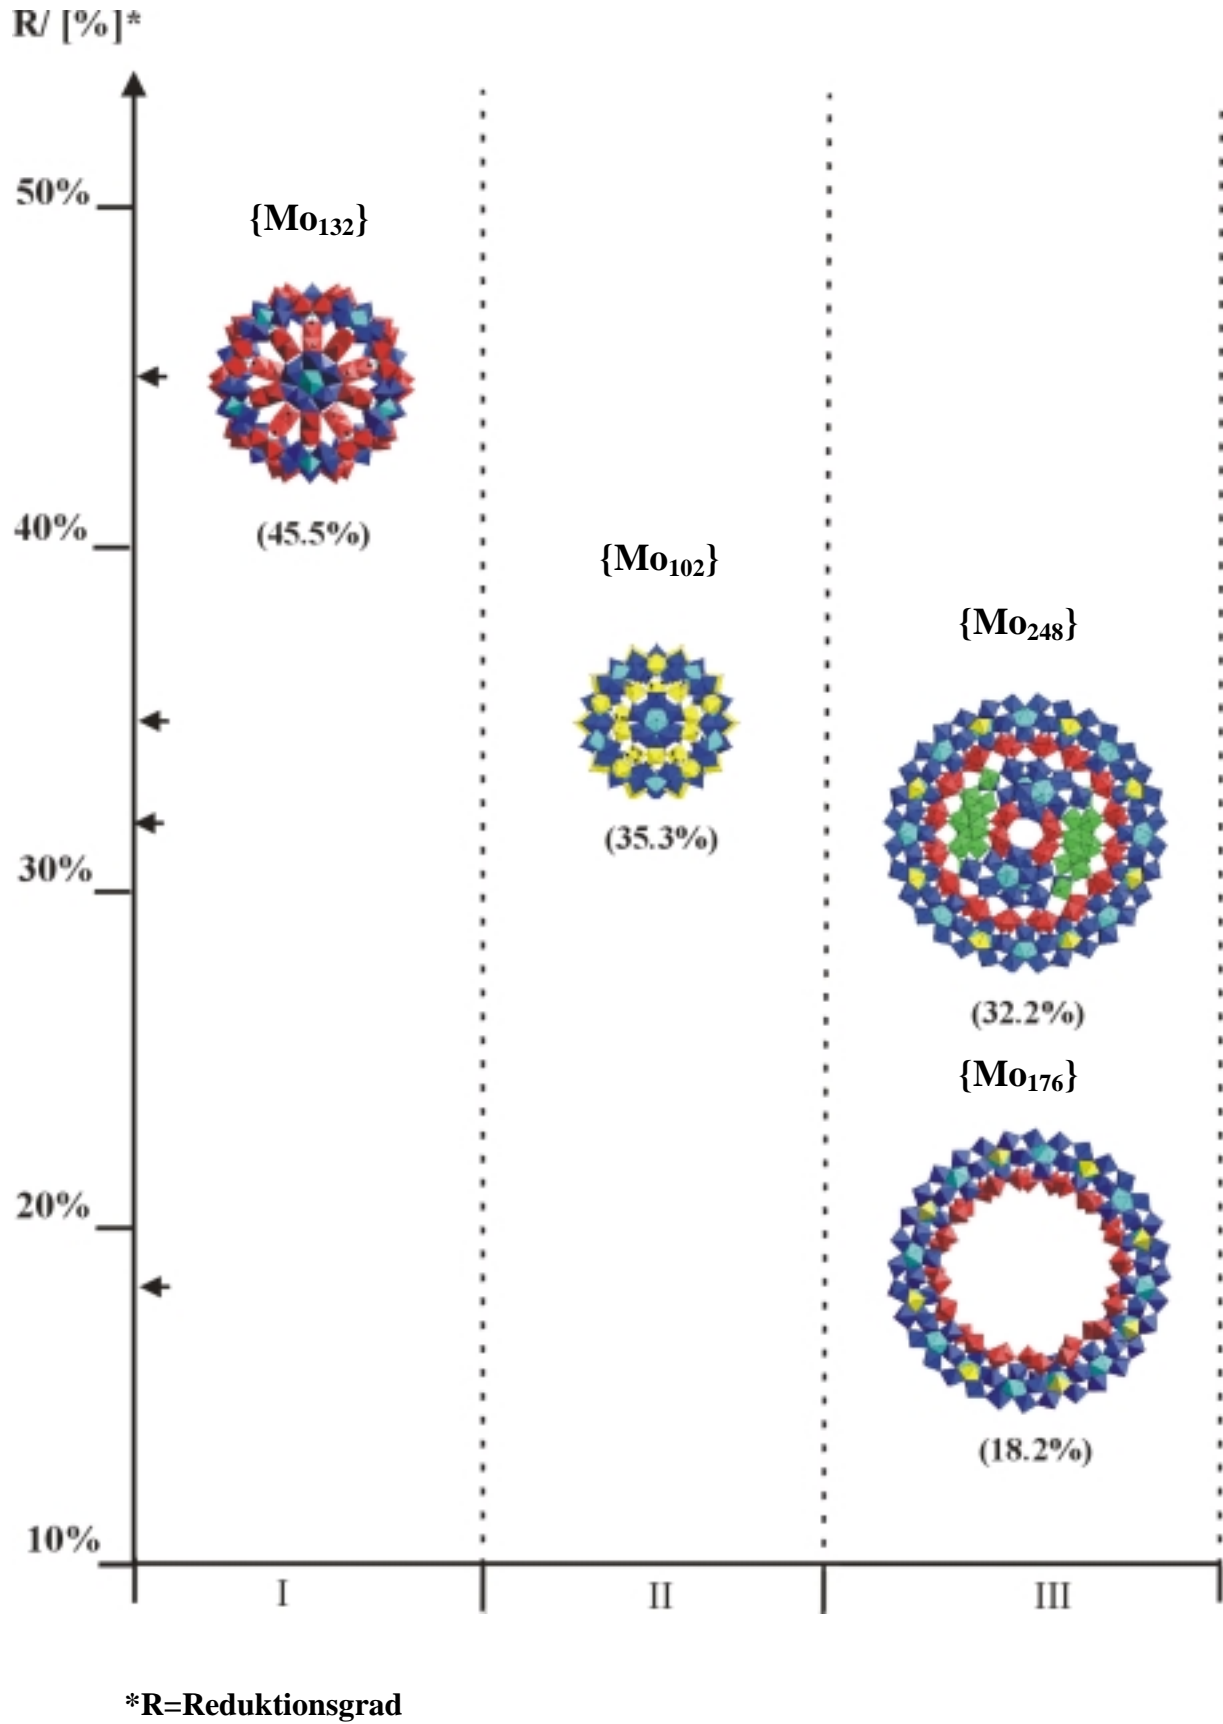 R/ [%]*
50%
{Mo₁₃₂}
(45.5%)
40%
{Mo₁₀₂}
(35.3%)
{Mo₂₄₈}
30%
(32.2%)
{Mo₁₇₆}
20%
(18.2%)
10%
I II III
*R=Reduktionsgrad